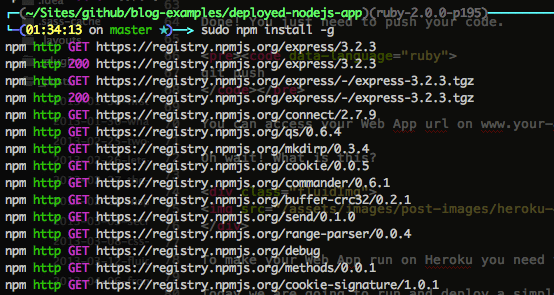 (~/Sites/github/blog-examples/deployed-nodejs-app)(ruby-2.0.0-p195)
(01:34:13 on master ★)—> sudo npm install -g
npm http GET https://registry.npmjs.org/express/3.2.3
npm http 200 https://registry.npmjs.org/express/3.2.3
npm http GET https://registry.npmjs.org/express/-/express-3.2.3.tgz
npm http 200 https://registry.npmjs.org/express/-/express-3.2.3.tgz
npm http GET https://registry.npmjs.org/connect/2.7.9
npm http GET https://registry.npmjs.org/qs/0.6.4
npm http GET https://registry.npmjs.org/mkdirp/0.3.4
npm http GET https://registry.npmjs.org/cookie/0.0.5
npm http GET https://registry.npmjs.org/commander/0.6.1
npm http GET https://registry.npmjs.org/buffer-crc32/0.2.1
npm http GET https://registry.npmjs.org/send/0.1.0
npm http GET https://registry.npmjs.org/range-parser/0.0.4
npm http GET https://registry.npmjs.org/debug
npm http GET https://registry.npmjs.org/methods/0.0.1
npm http GET https://registry.npmjs.org/cookie-signature/1.0.1